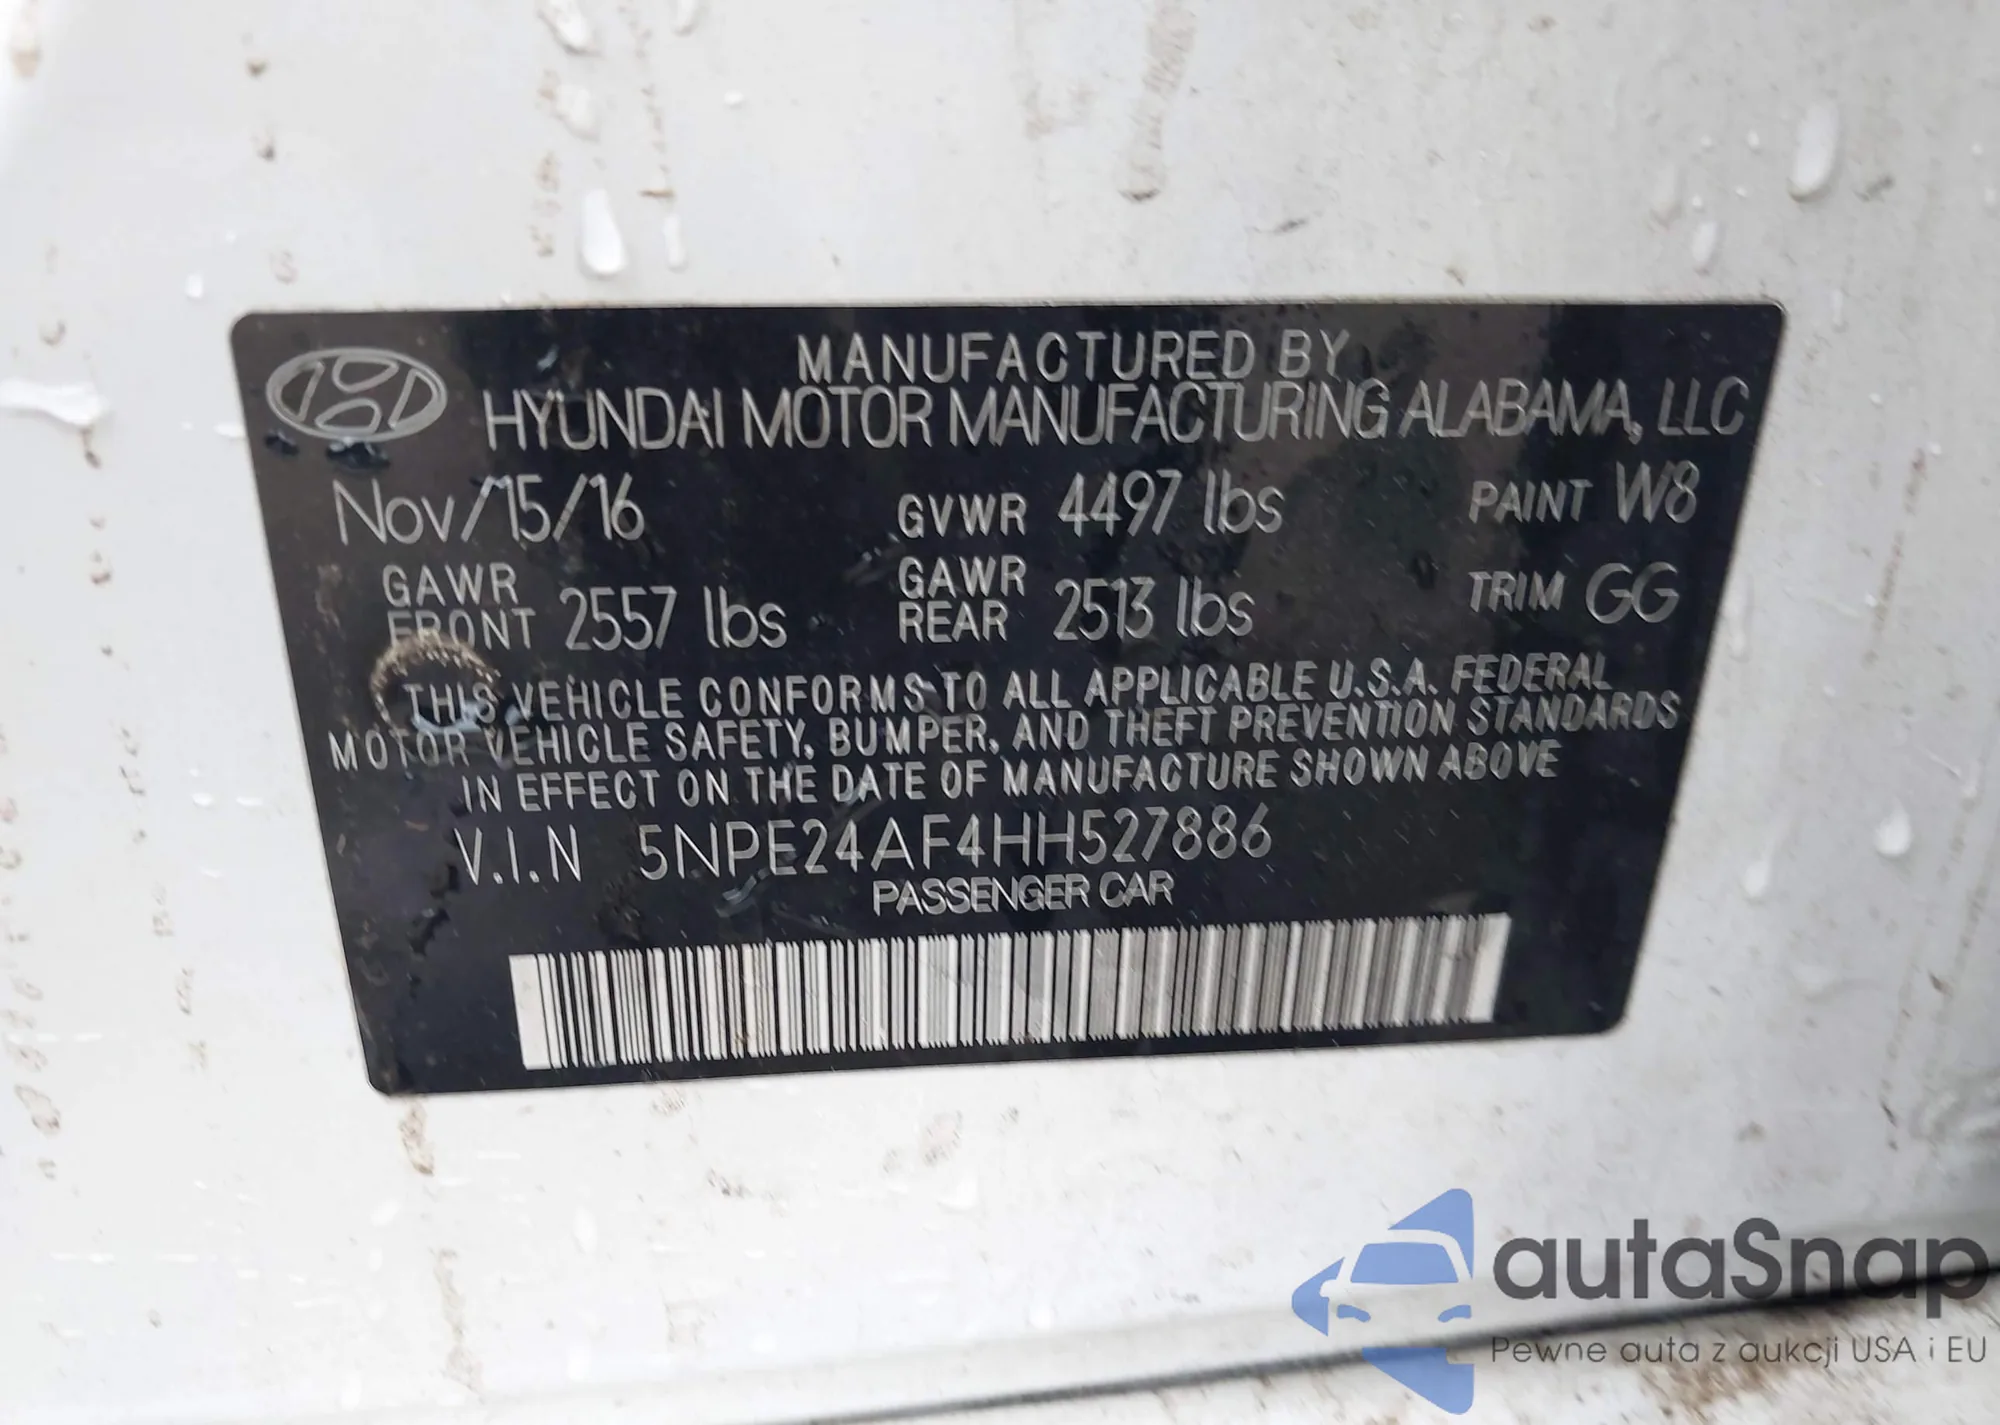 MANUFACTURED BY
HYUNDAI MOTOR MANUFACTURING ALABAMA, LLC
Nov/15/16 GVWR 4497 lbs PAINT W8
GAWR FRONT 2557 lbs GAWR REAR 2513 lbs TRIM GG
THIS VEHICLE CONFORMS TO ALL APPLICABLE U.S.A. FEDERAL
MOTOR VEHICLE SAFETY, BUMPER, AND THEFT PREVENTION STANDARDS
IN EFFECT ON THE DATE OF MANUFACTURE SHOWN ABOVE
V.I.N 5NPE24AF4HH527886
PASSENGER CAR
autaSnap
Pewne auta z aukcji USA i EU